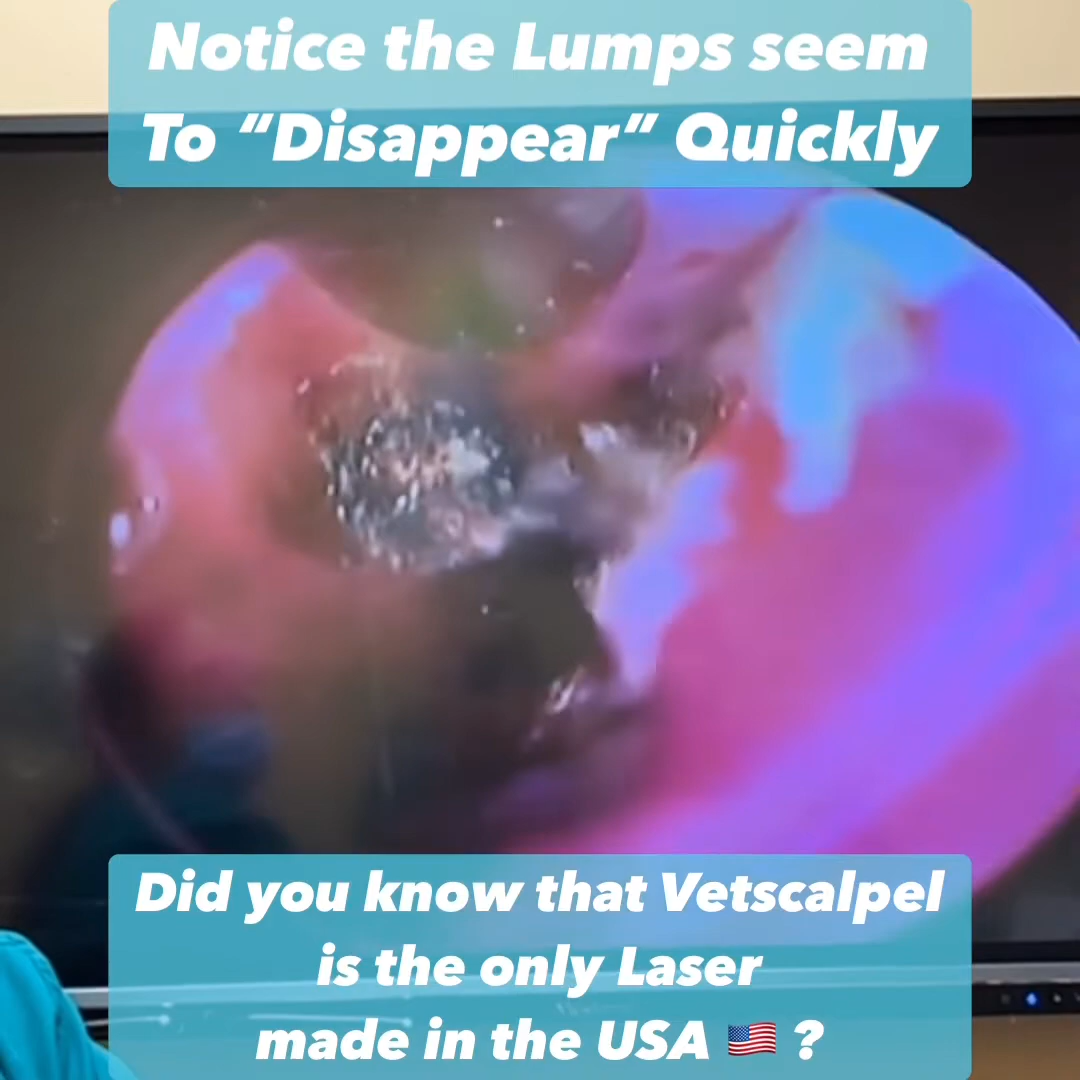 Notice the Lumps seem
To “Disappear” Quickly
Did you know that Vetscalpel
is the only Laser
made in the USA 🇺🇸 ?